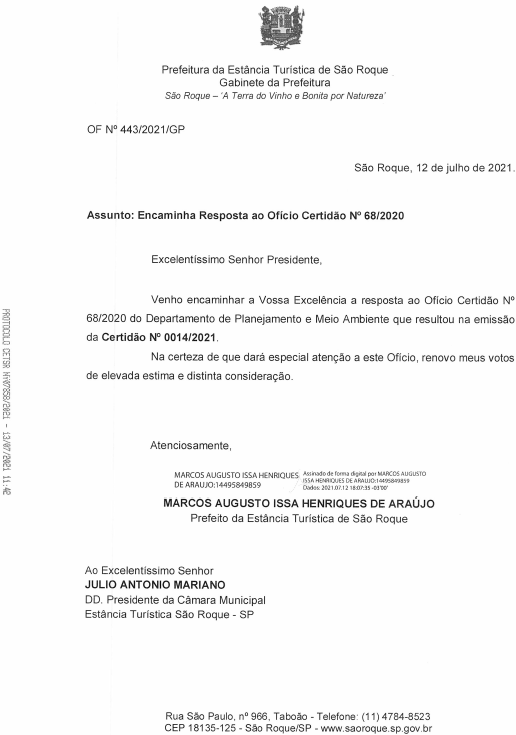 Prefeitura da Estância Turística de São Roque
Gabinete da Prefeitura
São Roque – 'A Terra do Vinho e Bonita por Natureza'
OF Nº 443/2021/GP
São Roque, 12 de julho de 2021.
Assunto: Encaminha Resposta ao Ofício Certidão Nº 68/2020
Excelentíssimo Senhor Presidente,
Venho encaminhar a Vossa Excelência a resposta ao Ofício Certidão Nº
68/2020 do Departamento de Planejamento e Meio Ambiente que resultou na emissão
da Certidão Nº 0014/2021.
Na certeza de que dará especial atenção a este Ofício, renovo meus votos
de elevada estima e distinta consideração.
Atenciosamente,
MARCOS AUGUSTO ISSA HENRIQUES
DE ARAUJO:14495849859
Assinado de forma digital por MARCOS AUGUSTO
ISSA HENRIQUES DE ARAUJO:14495849859
Dados: 2021.07.12 18:07:35 -03'00'
MARCOS AUGUSTO ISSA HENRIQUES DE ARAÚJO
Prefeito da Estância Turística de São Roque
Ao Excelentíssimo Senhor
JULIO ANTONIO MARIANO
DD. Presidente da Câmara Municipal
Estância Turística São Roque - SP
Rua São Paulo, nº 966, Taboão - Telefone: (11) 4784-8523
CEP 18135-125 - São Roque/SP - www.saoroque.sp.gov.br
PROTOCOLO CETSR - 13/07/2021 11:42